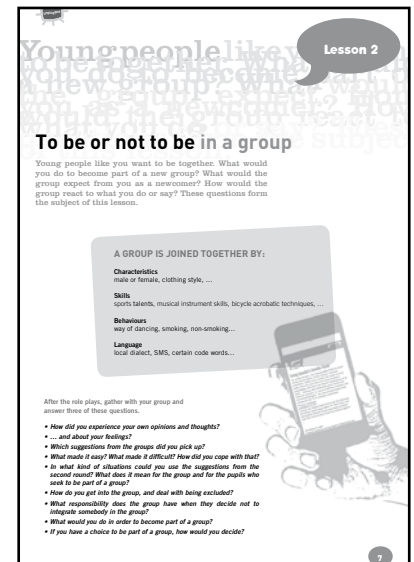 Lesson 2
Young people like
you do to become
a new group? What would
To be or not to be in a group
Young people like you want to be together. What would
you do to become part of a new group? What would the
group expect from you as a newcomer? How would the
group react to what you do or say? These questions form
the subject of this lesson.
A GROUP IS JOINED TOGETHER BY:
Characteristics
male or female, clothing style, ...
Skills
sports talents, musical instrument skills, bicycle acrobatic techniques, ...
Behaviours
way of dancing, smoking, non-smoking...
Language
local dialect, SMS, certain code words...
After the role plays, gather with your group and
answer three of these questions.
• How did you experience your own opinions and thoughts?
• ... and about your feelings?
• Which suggestions from the groups did you pick up?
• What made it easy? What made it difficult? How did you cope with that?
• In what kind of situations could you use the suggestions from the
second round? What does it mean for the group and for the pupils who
seek to be part of a group?
• How do you get into the group, and deal with being excluded?
• What responsibility does the group have when they decide not to
integrate somebody in the group?
• What would you do in order to become part of a group?
• If you have a choice to be part of a group, how would you decide?
7